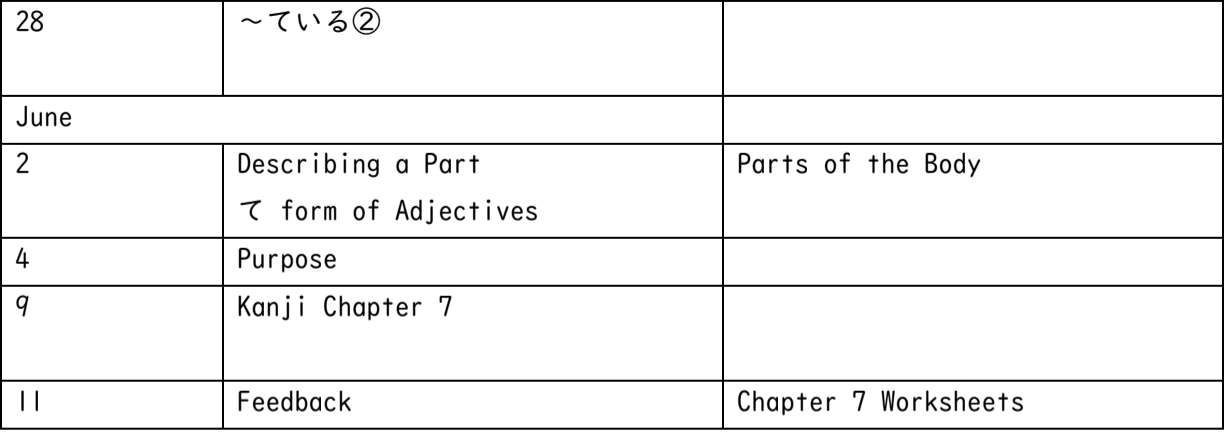 28 ～ている②
June
2 Describing a Part Parts of the Body
て form of Adjectives
4 Purpose
9 Kanji Chapter 7
11 Feedback Chapter 7 Worksheets